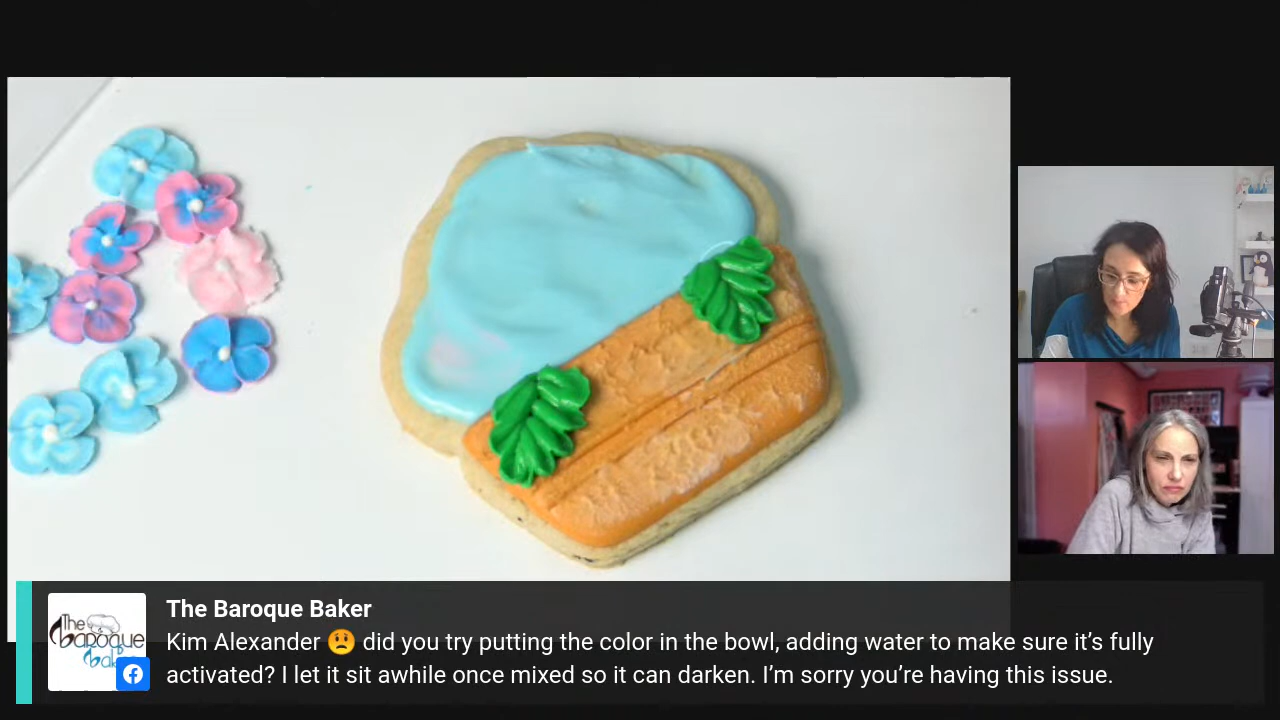 The Baroque Baker
Kim Alexander 😟 did you try putting the color in the bowl, adding water to make sure it’s fully
activated? I let it sit awhile once mixed so it can darken. I’m sorry you’re having this issue.
The
Baroque